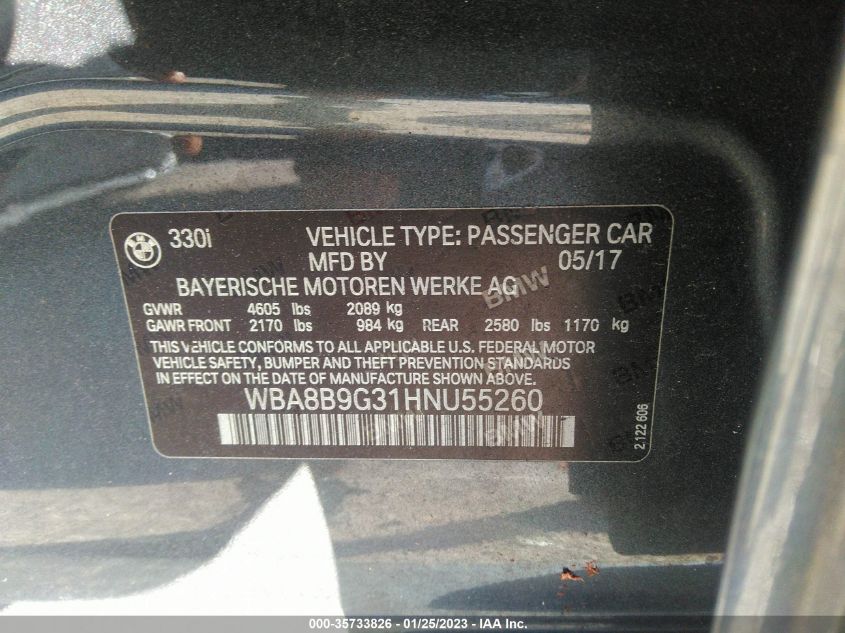 330i VEHICLE TYPE: PASSENGER CAR
MFD BY 05/17
BAYERISCHE MOTOREN WERKE AG
GVWR 4605 lbs 2089 kg
GAWR FRONT 2170 lbs 984 kg REAR 2580 lbs 1170 kg
THIS VEHICLE CONFORMS TO ALL APPLICABLE U.S. FEDERAL MOTOR
VEHICLE SAFETY, BUMPER AND THEFT PREVENTION STANDARDS
IN EFFECT ON THE DATE OF MANUFACTURE SHOWN ABOVE.
WBA8B9G31HNU55260
2.122 606
BMW
BMW
000-35733826 - 01/25/2023 - IAA Inc.